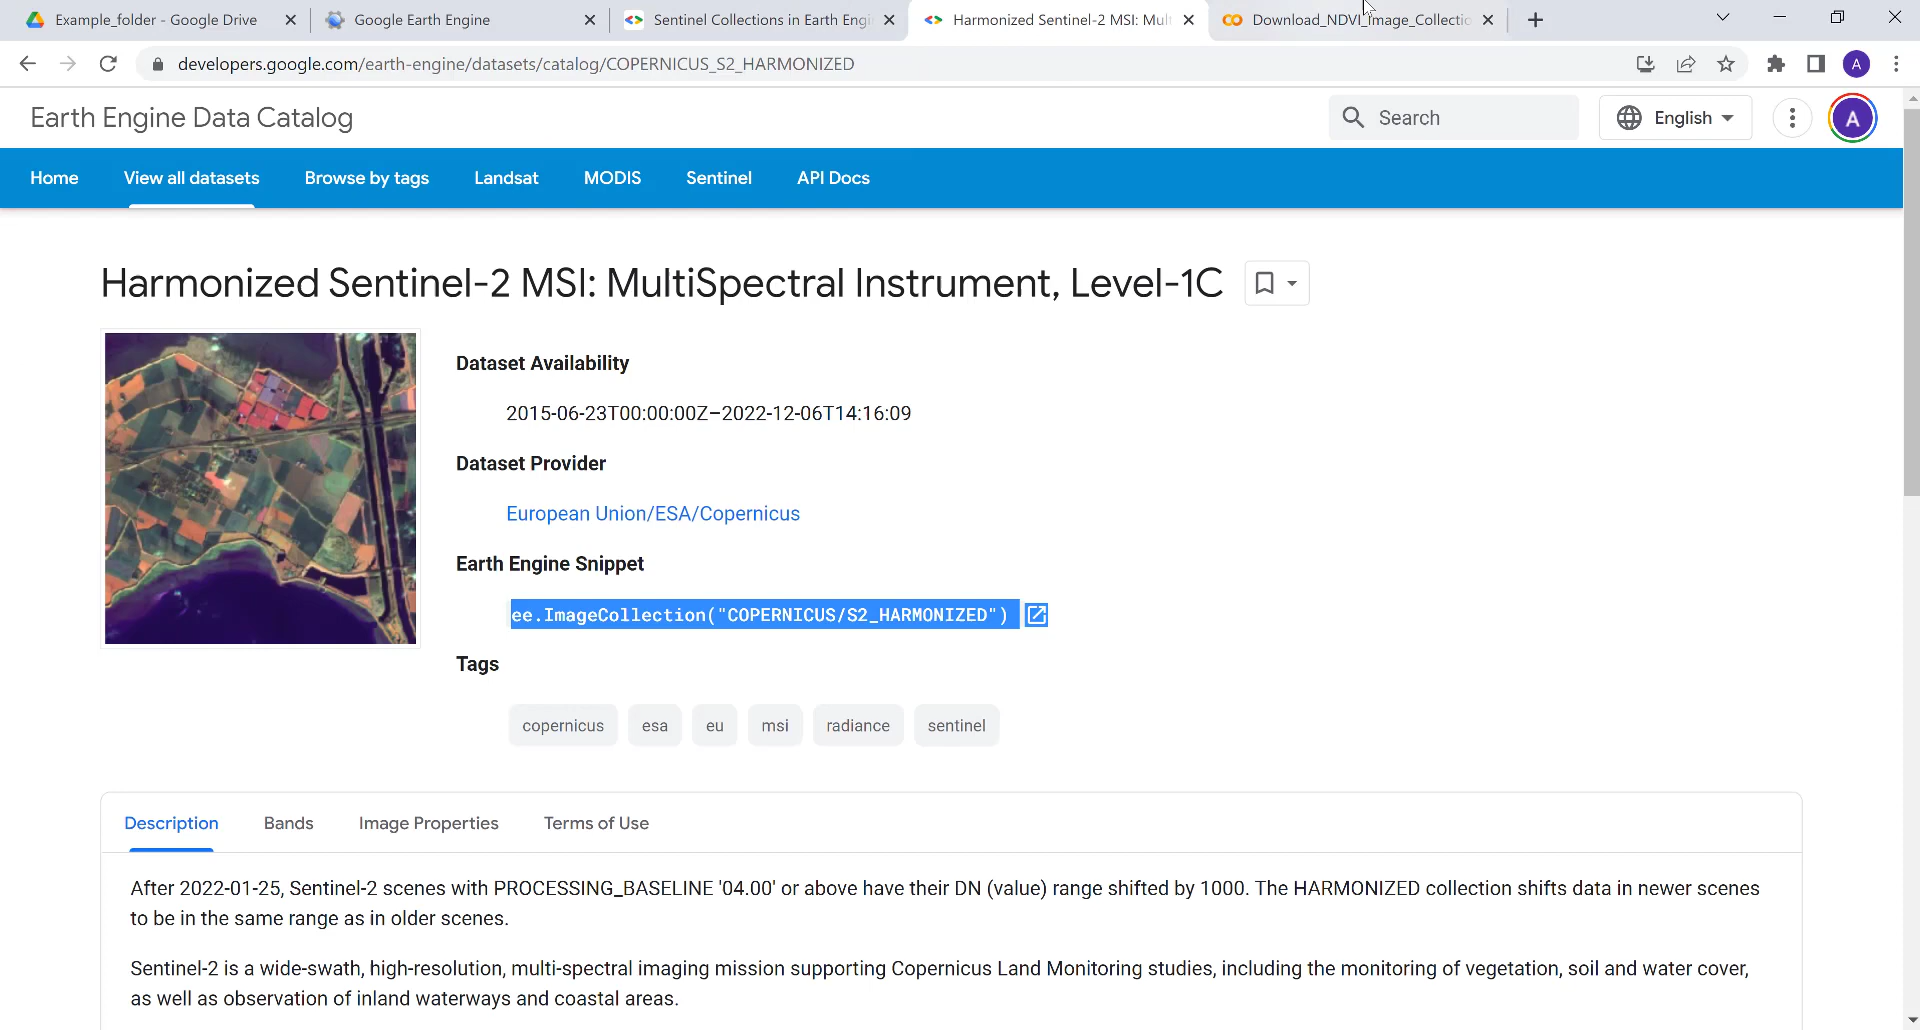 Example_folder - Google Drive
Google Earth Engine
Sentinel Collections in Earth Engi
Harmonized Sentinel-2 MSI: Mult
Download_NDVI_Image_Collectio
developers.google.com/earth-engine/datasets/catalog/COPERNICUS_S2_HARMONIZED
A
Earth Engine Data Catalog
Search
English
A
Home
View all datasets
Browse by tags
Landsat
MODIS
Sentinel
API Docs
Harmonized Sentinel-2 MSI: MultiSpectral Instrument, Level-1C
Dataset Availability
2015-06-23T00:00:00Z–2022-12-06T14:16:09
Dataset Provider
European Union/ESA/Copernicus
Earth Engine Snippet
ee.ImageCollection("COPERNICUS/S2_HARMONIZED")
Tags
copernicus
esa
eu
msi
radiance
sentinel
Description
Bands
Image Properties
Terms of Use
After 2022-01-25, Sentinel-2 scenes with PROCESSING_BASELINE '04.00' or above have their DN (value) range shifted by 1000. The HARMONIZED collection shifts data in newer scenes
to be in the same range as in older scenes.
Sentinel-2 is a wide-swath, high-resolution, multi-spectral imaging mission supporting Copernicus Land Monitoring studies, including the monitoring of vegetation, soil and water cover,
as well as observation of inland waterways and coastal areas.